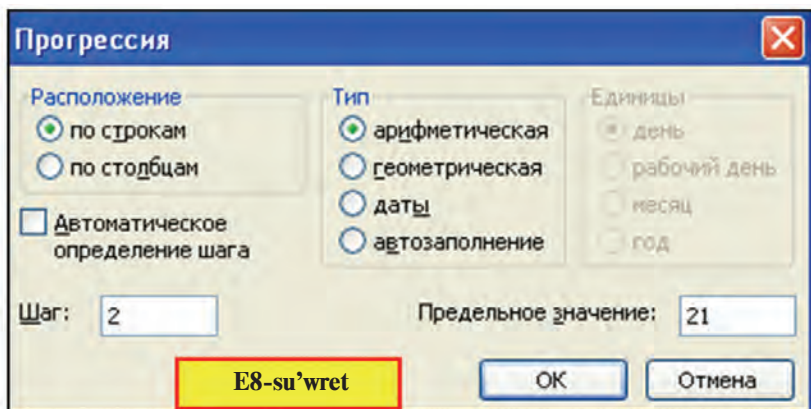 Прогрессия
Расположение
по строкам
по столбцам
Автоматическое
определение шага
Тип
арифметическая
геометрическая
даты
автозаполнение
Единицы
день
рабочий день
месяц
год
Шаг: 2
Предельное значение: 21
E8-su’wret
ОК
Отмена